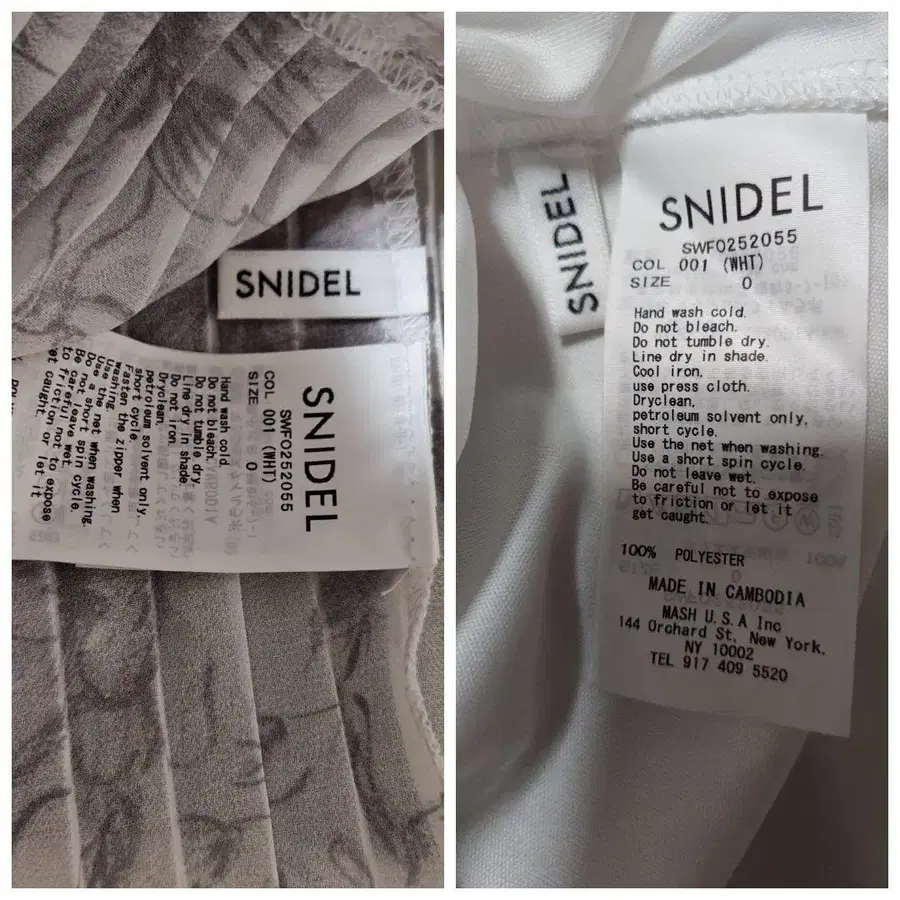 SNIDEL
SNIDEL
SWFO252055
COL 001 (WHT)
SIZE 0
Hand wash cold.
Do not bleach.
Do not tumble dry.
Line dry in shade.
Do not iron.
Dryclean,
petroleum solvent only,
short cycle.
Fasten the zipper when
washing.
Use the net when washing.
Do a short spin cycle.
Do not leave wet.
Be careful not to expose
to friction or let it
get caught.
SNIDEL
SNIDEL
SWFO252055
COL 001 (WHT)
SIZE 0
Hand wash cold.
Do not bleach.
Do not tumble dry.
Line dry in shade.
Cool iron,
use press cloth.
Dryclean,
petroleum solvent only,
short cycle.
Use the net when washing.
Use a short spin cycle.
Do not leave wet.
Be careful not to expose
to friction or let it
get caught.
100% POLYESTER
MADE IN CAMBODIA
MASH U.S.A Inc
144 Orchard St, New York,
NY 10002
TEL 917 409 5520